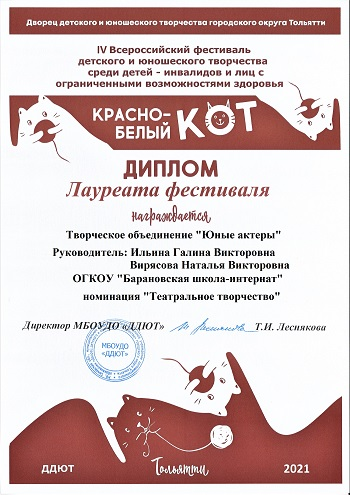 Дворец детского и юношеского творчества городского округа Тольятти
IV Всероссийский фестиваль
детского и юношеского творчества
среди детей - инвалидов и лиц с
ограниченными возможностями здоровья
КРАСНО-
БЕЛЫЙ КОТ
ДИПЛОМ
Лауреата фестиваля
награждается
Творческое объединение "Юные актеры"
Руководитель: Ильина Галина Викторовна
Вирясова Наталья Викторовна
ОГКОУ "Барановская школа-интернат"
номинация "Театральное творчество"
Директор МБОУДО «ДДЮТ» Т.И. Леснякова
МБОУДО
«ДДЮТ»
ДДЮТ Тольятти 2021